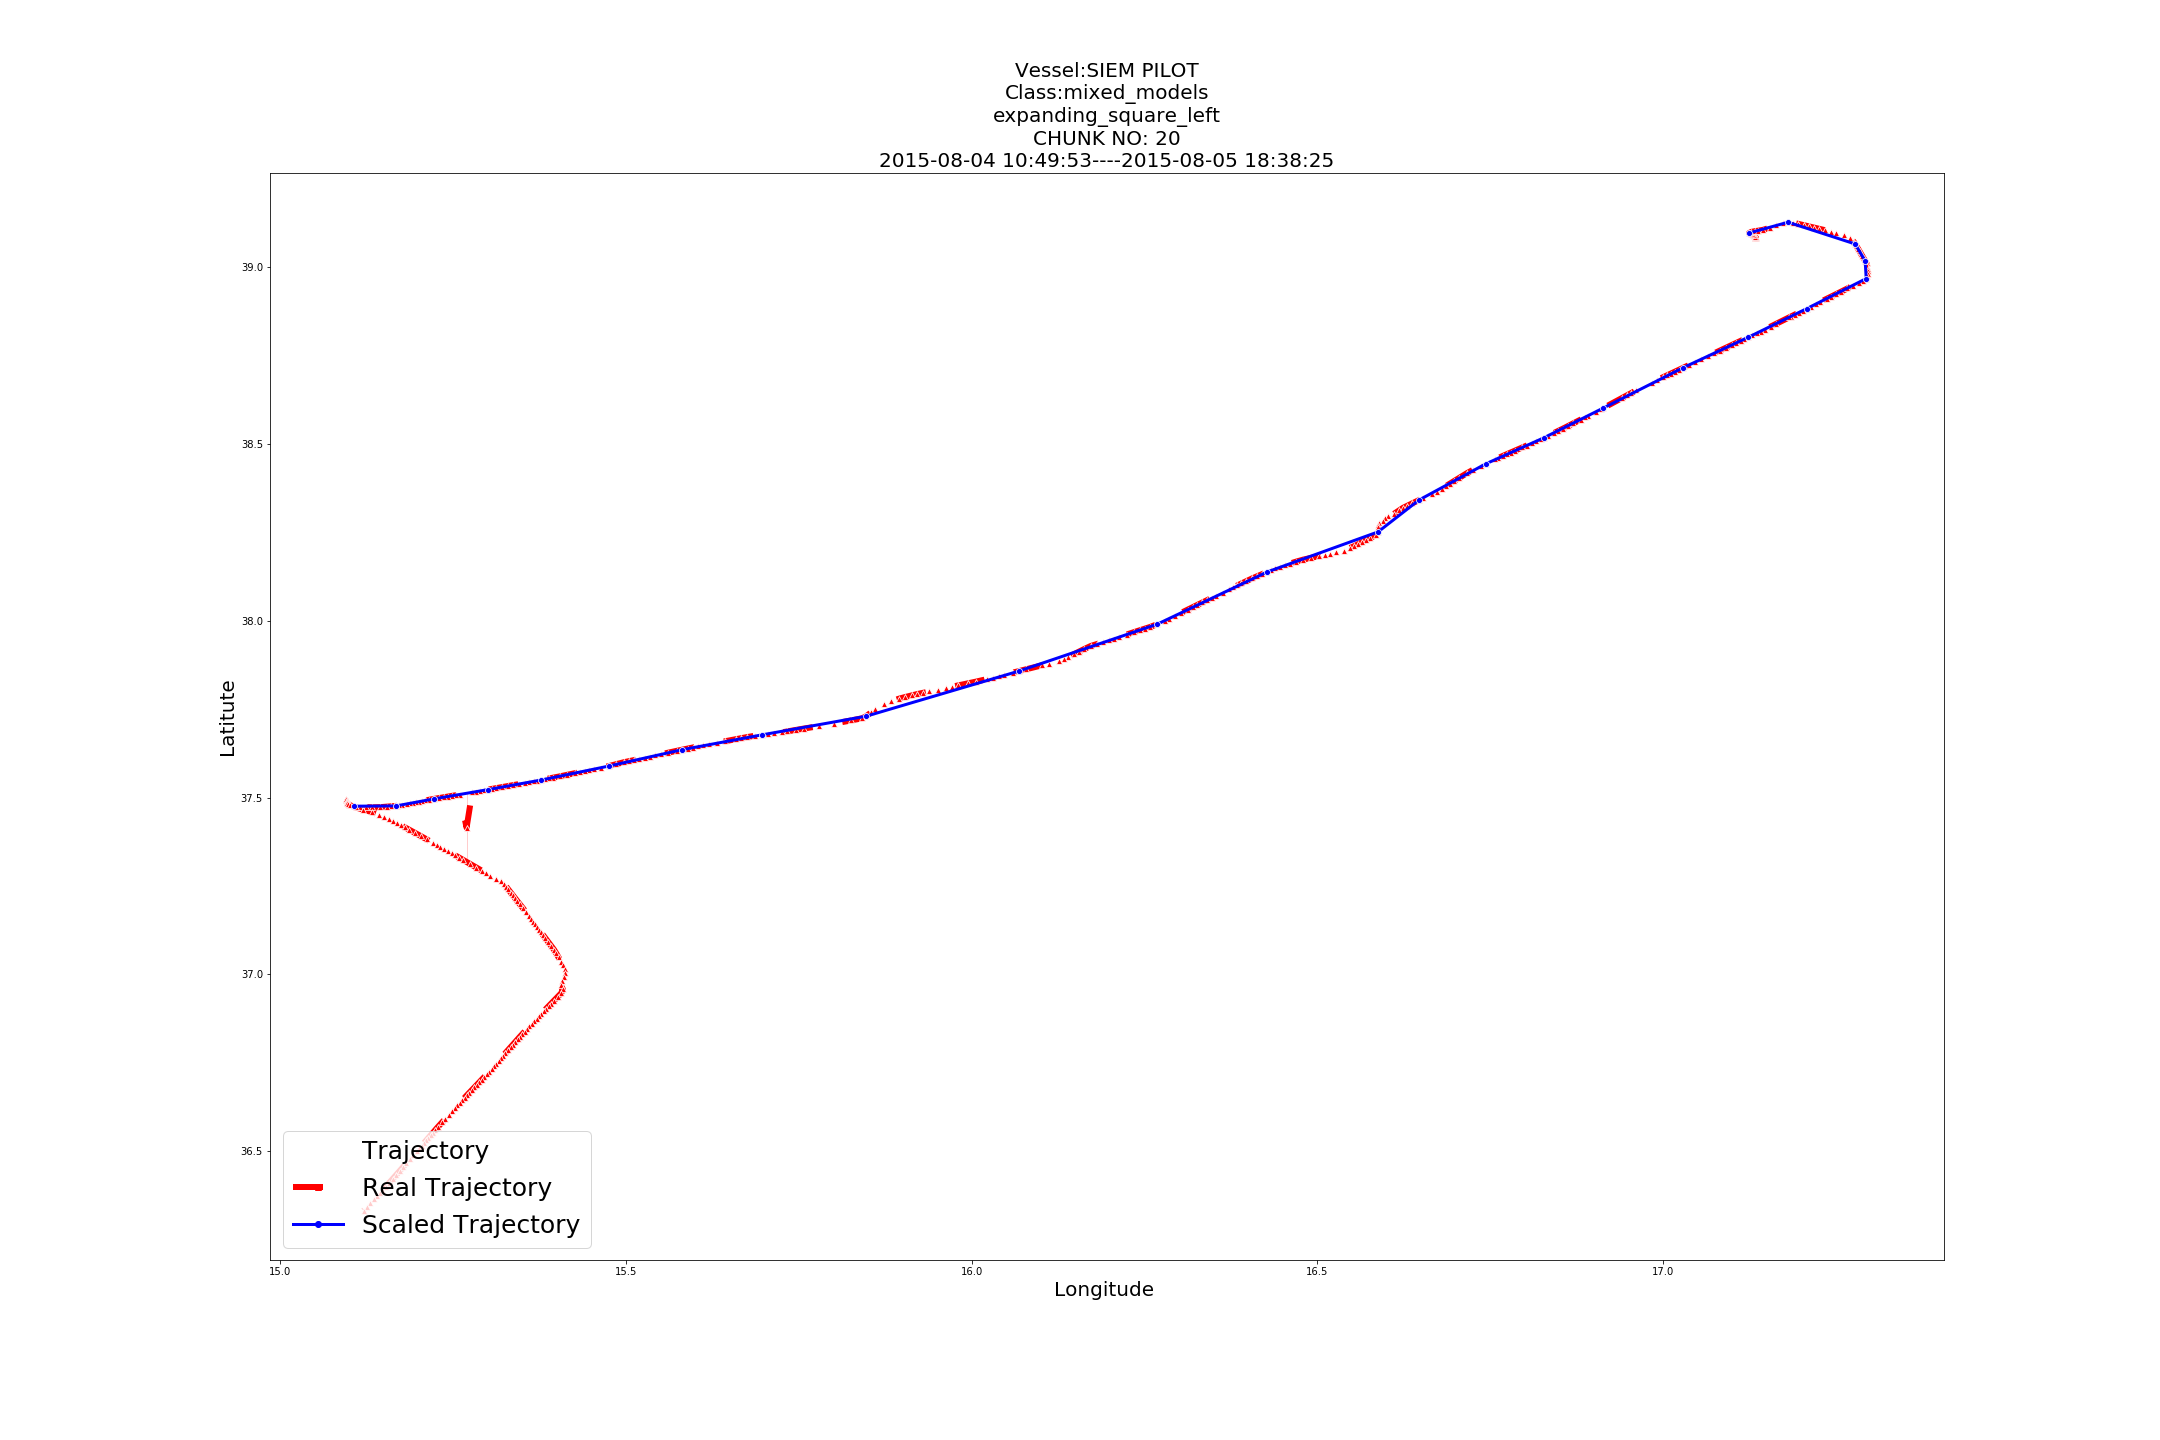 Vessel:SIEM PILOT
Class:mixed_models
expanding_square_left
CHUNK NO: 20
2015-08-04 10:49:53----2015-08-05 18:38:25
39.0
38.5
38.0
37.5
37.0
36.5
Latitute
Trajectory
Real Trajectory
Scaled Trajectory
15.0 15.5 16.0 16.5 17.0
Longitude